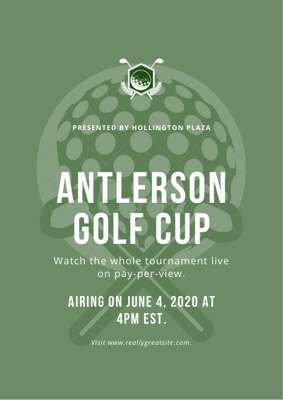 PRESENTED BY HOLLINGTON PLAZA
ANTLERSON
GOLF CUP
Watch the whole tournament live
on pay-per-view.
AIRING ON JUNE 4, 2020 AT
4PM EST.
Visit www.reallygreatsite.com.